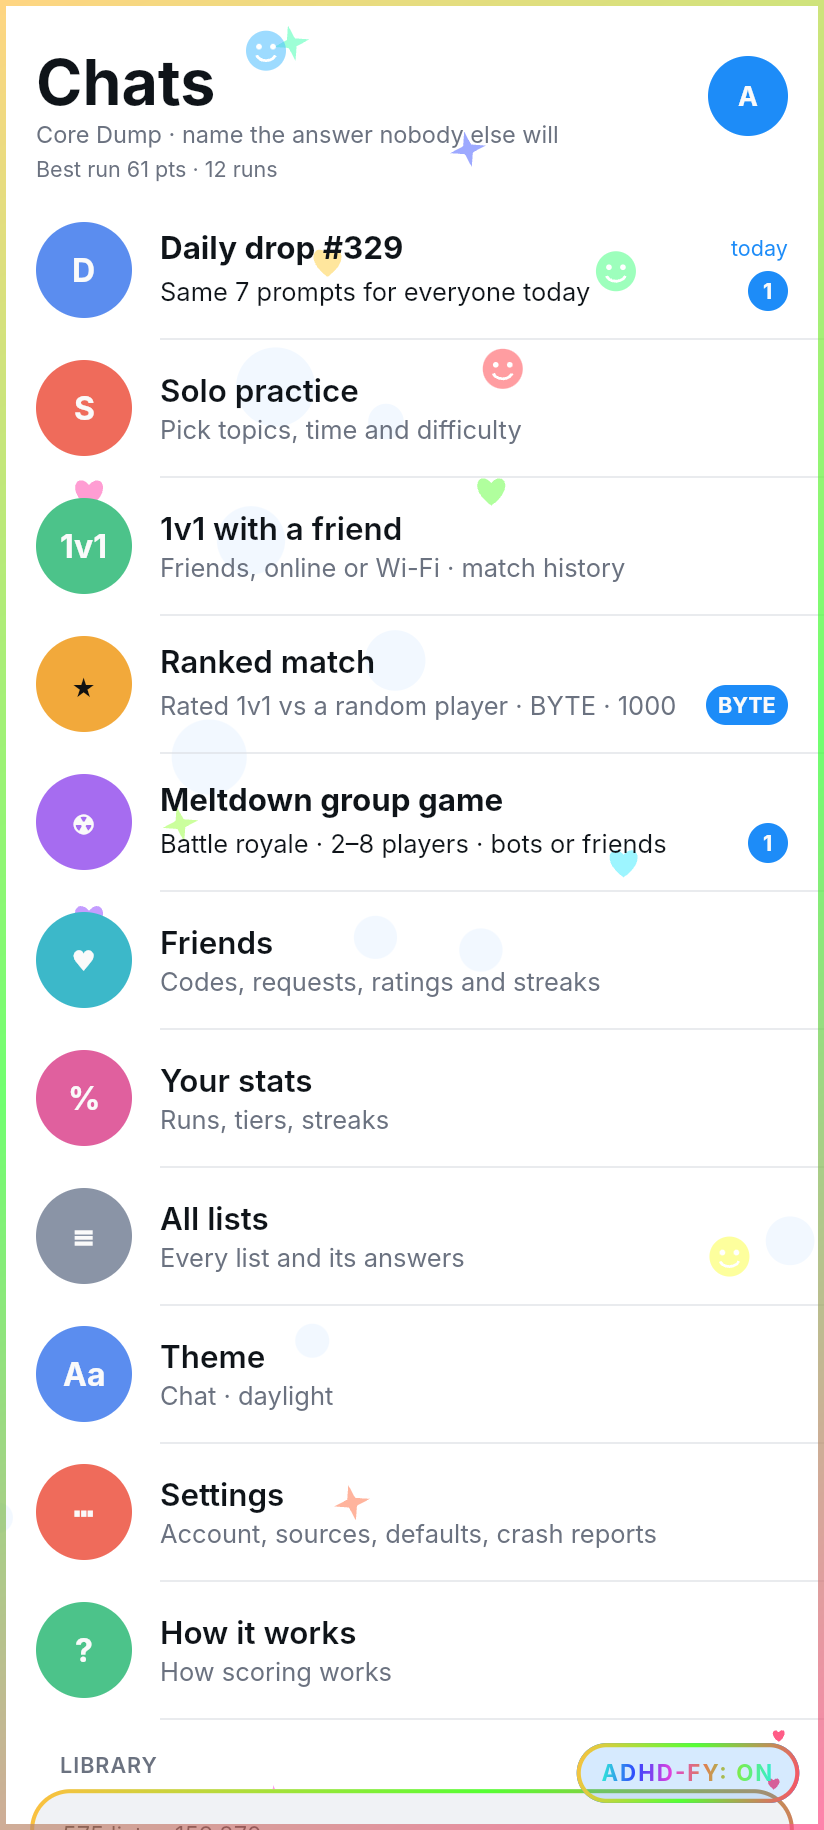 Chats
A
Core Dump · name the answer nobody else will
Best run 61 pts · 12 runs
D
Daily drop #329
today
Same 7 prompts for everyone today
1
S
Solo practice
Pick topics, time and difficulty
1v1
1v1 with a friend
Friends, online or Wi-Fi · match history
★
Ranked match
Rated 1v1 vs a random player · BYTE · 1000
BYTE
Meltdown group game
Battle royale · 2–8 players · bots or friends
1
Friends
Codes, requests, ratings and streaks
%
Your stats
Runs, tiers, streaks
All lists
Every list and its answers
Aa
Theme
Chat · daylight
Settings
Account, sources, defaults, crash reports
?
How it works
How scoring works
LIBRARY
ADHD-FY: ON